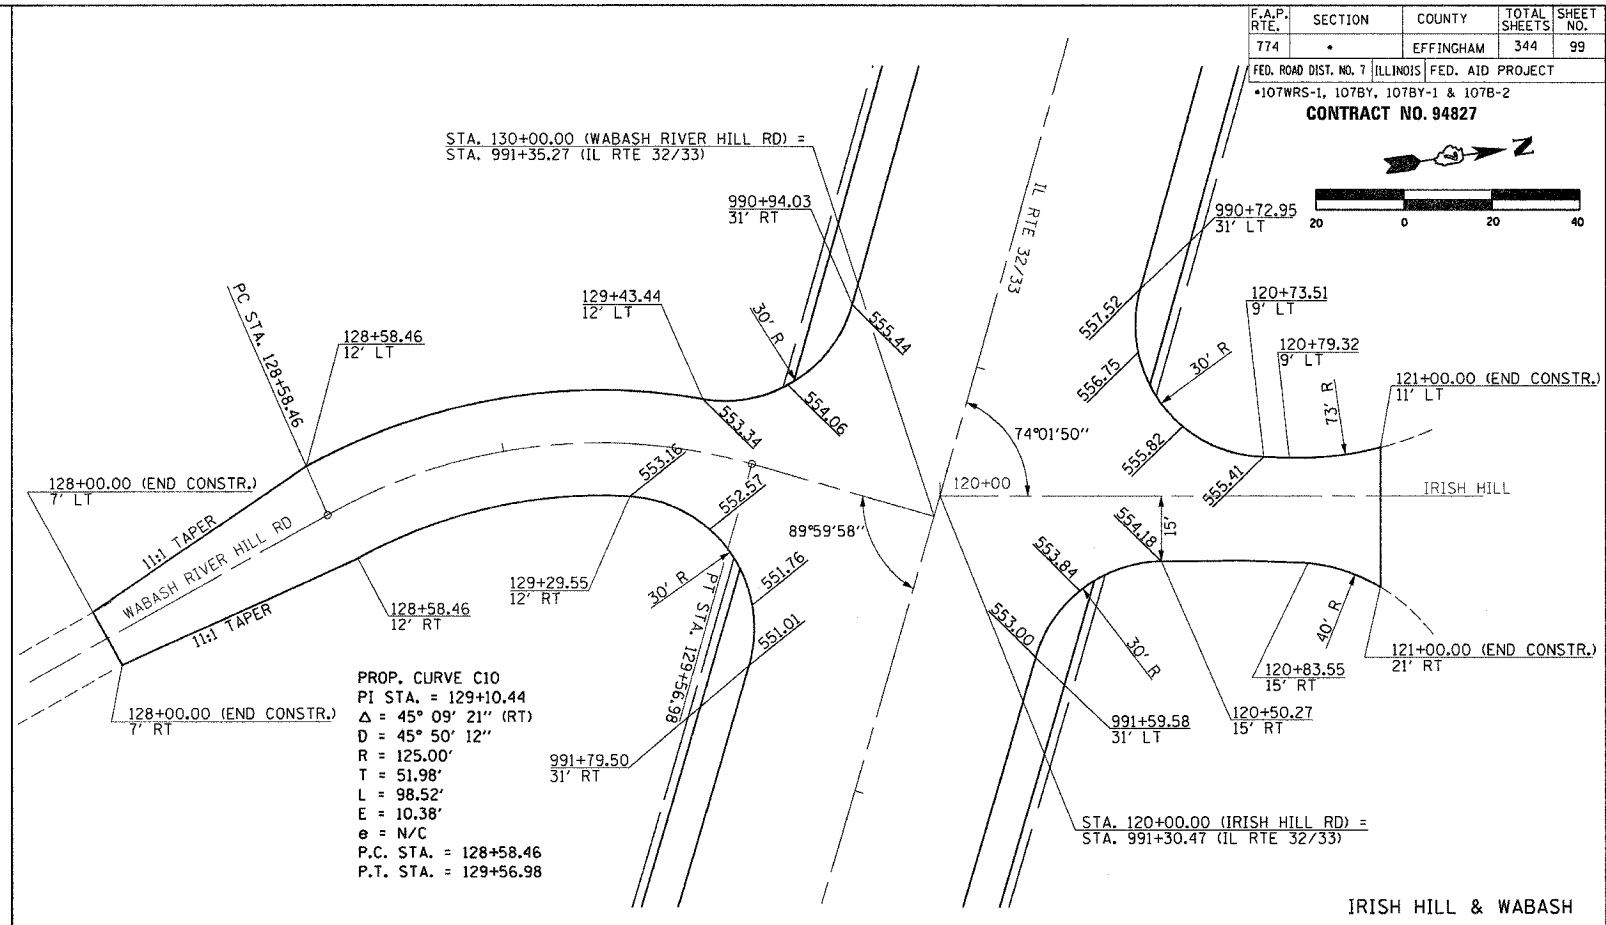 F.A.P. RTE. SECTION COUNTY TOTAL SHEETS SHEET NO.
774 • EFFINGHAM 344 99
FED. ROAD DIST. NO. 7 ILLINOIS FED. AID PROJECT
•107WRS-1, 107BY, 107BY-1 & 107B-2
CONTRACT NO. 94827
N
20 0 20 40
STA. 130+00.00 (WABASH RIVER HILL RD) =
STA. 991+35.27 (IL RTE 32/33)
990+94.03
31' RT
IL RTE 32/33
990+72.95
31' LT
PC STA. 128+58.46
129+43.44
12' LT
128+58.46
12' LT
30' R
555.44
557.52
120+73.51
9' LT
120+79.32
9' LT
556.75
30' R
73' R
121+00.00 (END CONSTR.)
11' LT
554.06
553.34
74°01'50"
555.82
555.41
553.16
552.57
128+00.00 (END CONSTR.)
7' LT
120+00
IRISH HILL
11:1 TAPER
WABASH RIVER HILL RD
11:1 TAPER
89°59'58"
554.18
15'
553.84
129+29.55
12' RT
30' R
551.76
551.01
128+58.46
12' RT
PT STA. 129+56.98
553.00
30' R
40' R
121+00.00 (END CONSTR.)
21' RT
120+83.55
15' RT
120+50.27
15' RT
991+59.58
31' LT
128+00.00 (END CONSTR.)
7' RT
991+79.50
31' RT
PROP. CURVE C10
PI STA. = 129+10.44
Δ = 45° 09' 21" (RT)
D = 45° 50' 12"
R = 125.00'
T = 51.98'
L = 98.52'
E = 10.38'
e = N/C
P.C. STA. = 128+58.46
P.T. STA. = 129+56.98
STA. 120+00.00 (IRISH HILL RD) =
STA. 991+30.47 (IL RTE 32/33)
IRISH HILL & WABASH